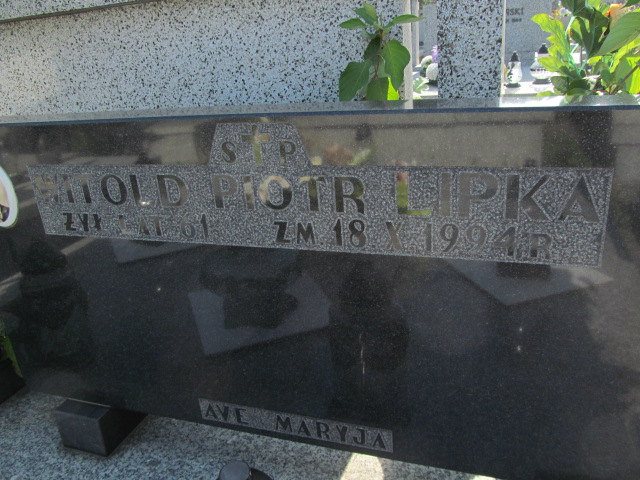 S†P
WITOLD PIOTR LIPKA
ŻYŁ LAT 61 ZM 18 X 1994 R.
AVE MARYJA